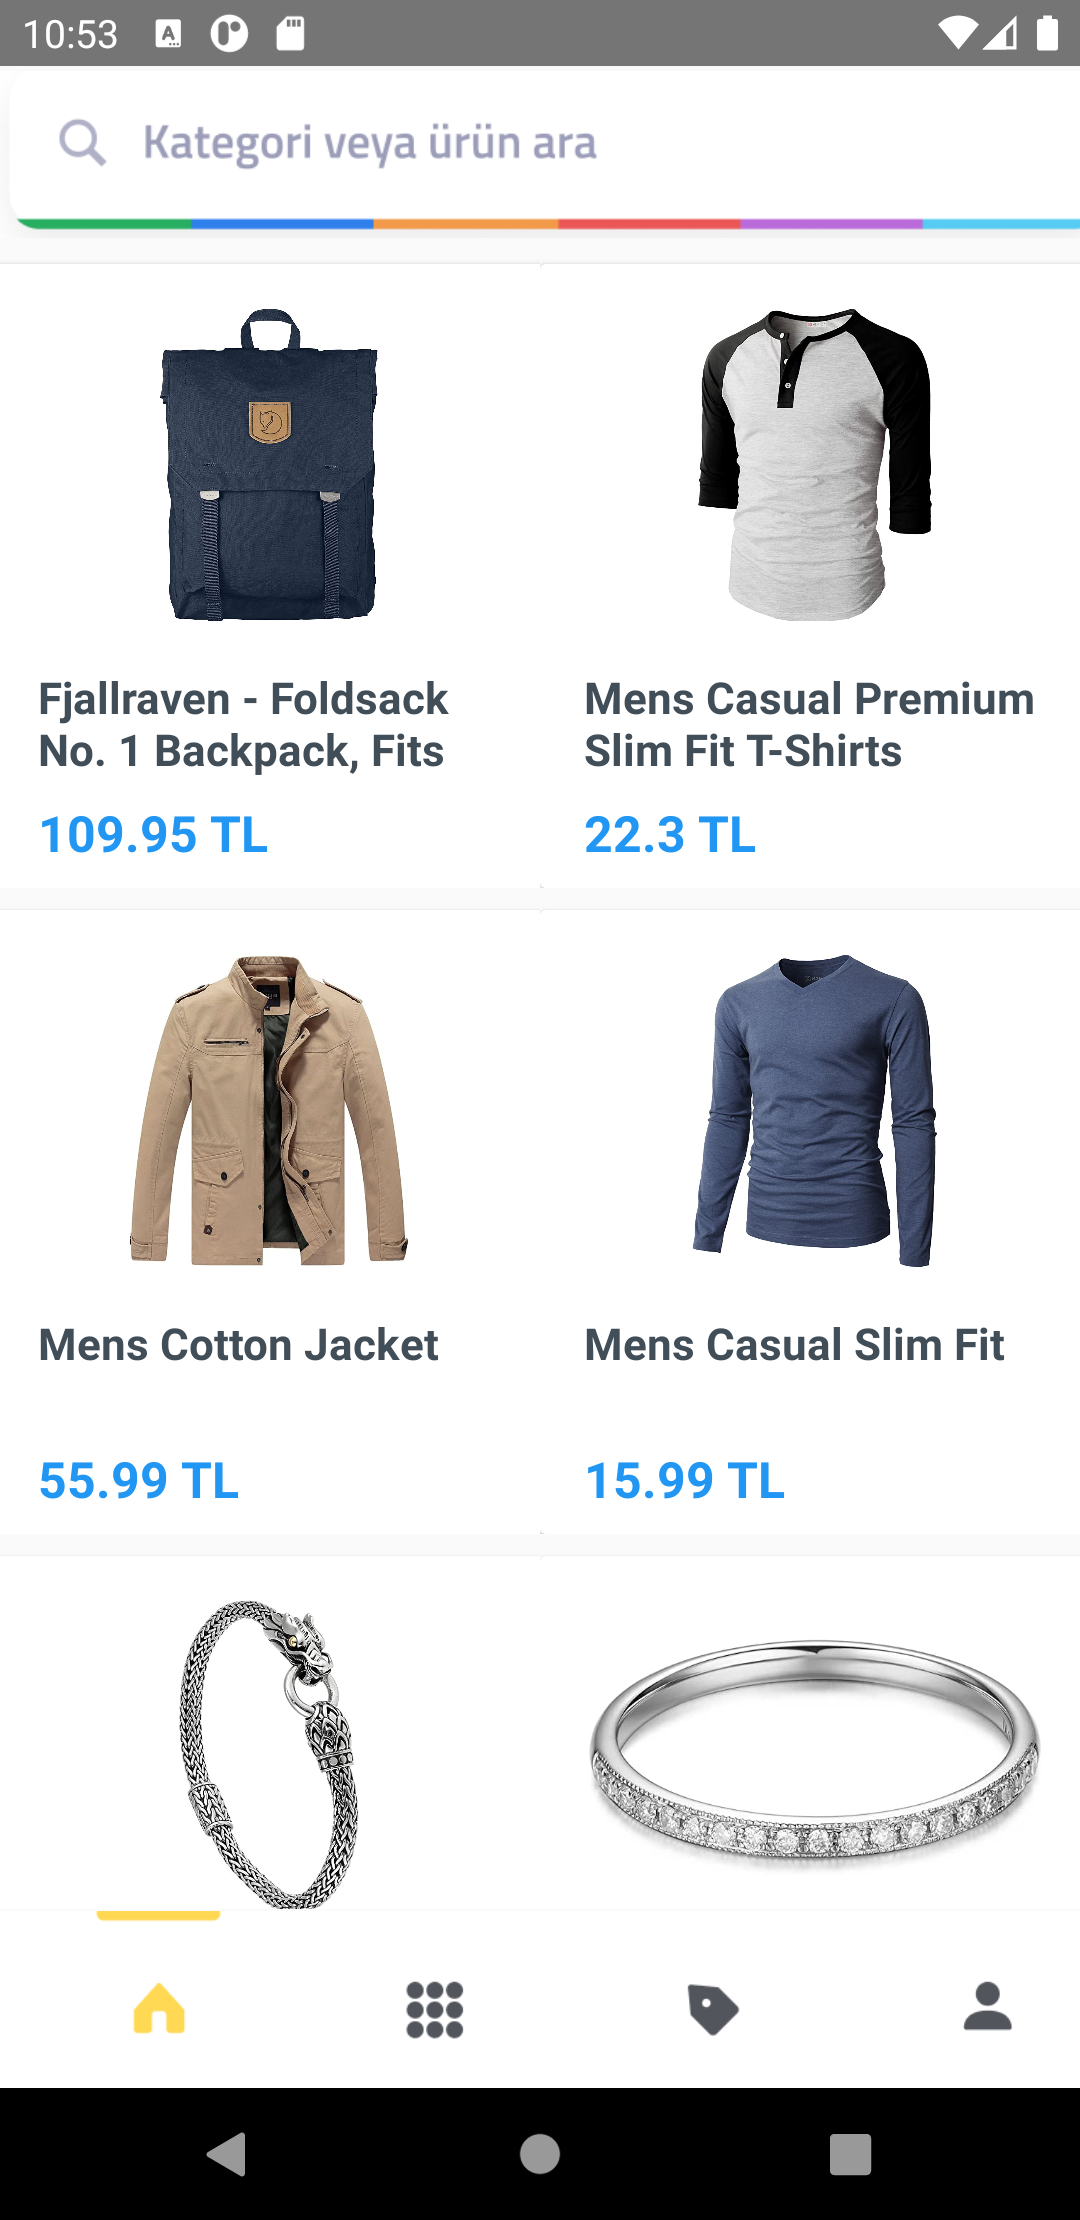 10:53
Kategori veya ürün ara
Fjallraven - Foldsack
No. 1 Backpack, Fits
109.95 TL
Mens Casual Premium
Slim Fit T-Shirts
22.3 TL
Mens Cotton Jacket
55.99 TL
Mens Casual Slim Fit
15.99 TL